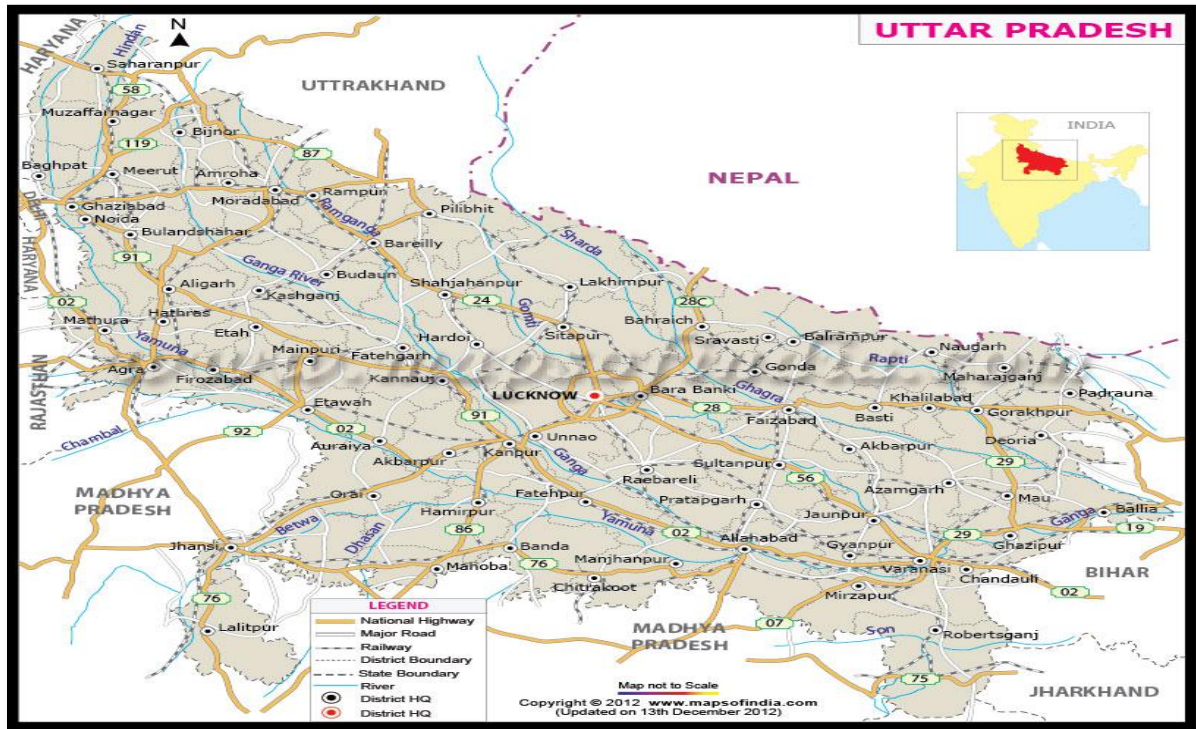 UTTAR PRADESH
N
HARYANA
Hindan
Saharanpur
58
UTTRAKHAND
Muzaffarnagar
Bijnor
119
87
INDIA
Baghpat
Meerut
Amroha
NEPAL
DELHI
Ghaziabad
Moradabad
Rampur
Noida
Ramganga
Pilibhit
Bulandshahar
Bareilly
Sharda
HARYANA
91
Ganga River
Budaun
Aligarh
Kashganj
Shahjahanpur
Lakhimpur
02
24
Gomti
28C
Mathura
Hathras
Etah
Hardoi
Sitapur
Bahraich
Sravasti
Balrampur
Yamuna
Mainpuri
Fatehgarh
Rapti
Naugarh
RAJASTHAN
Agra
Firozabad
Kannauj
Gonda
Maharajganj
LUCKNOW
Bara Banki
Ghagra
Padrauna
Etawah
91
28
Faizabad
Basti
Khalilabad
Gorakhpur
Chambal
92
02
Auraiya
Unnao
Akbarpur
Deoria
Akbarpur
Kanpur
Ganga
Sultanpur
29
Raebareli
56
Azamgarh
MADHYA
PRADESH
Orai
Fatehpur
Pratapgarh
Mau
Hamirpur
Yamuna
Jaunpur
Ganga
Ballia
Betwa
Dhasan
86
02
29
19
Jhansi
Banda
Allahabad
Gyanpur
Ghazipur
Mahoba
76
Manjhanpur
Varanasi
Chandauli
BIHAR
Chitrakoot
Mirzapur
02
76
Lalitpur
MADHYA
PRADESH
07
Son
Robertsganj
75
JHARKHAND
LEGEND
National Highway
Major Road
Railway
District Boundary
State Boundary
River
District HQ
District HQ
Map not to Scale
Copyright © 2012 www.mapsofindia.com
(Updated on 13th December 2012)